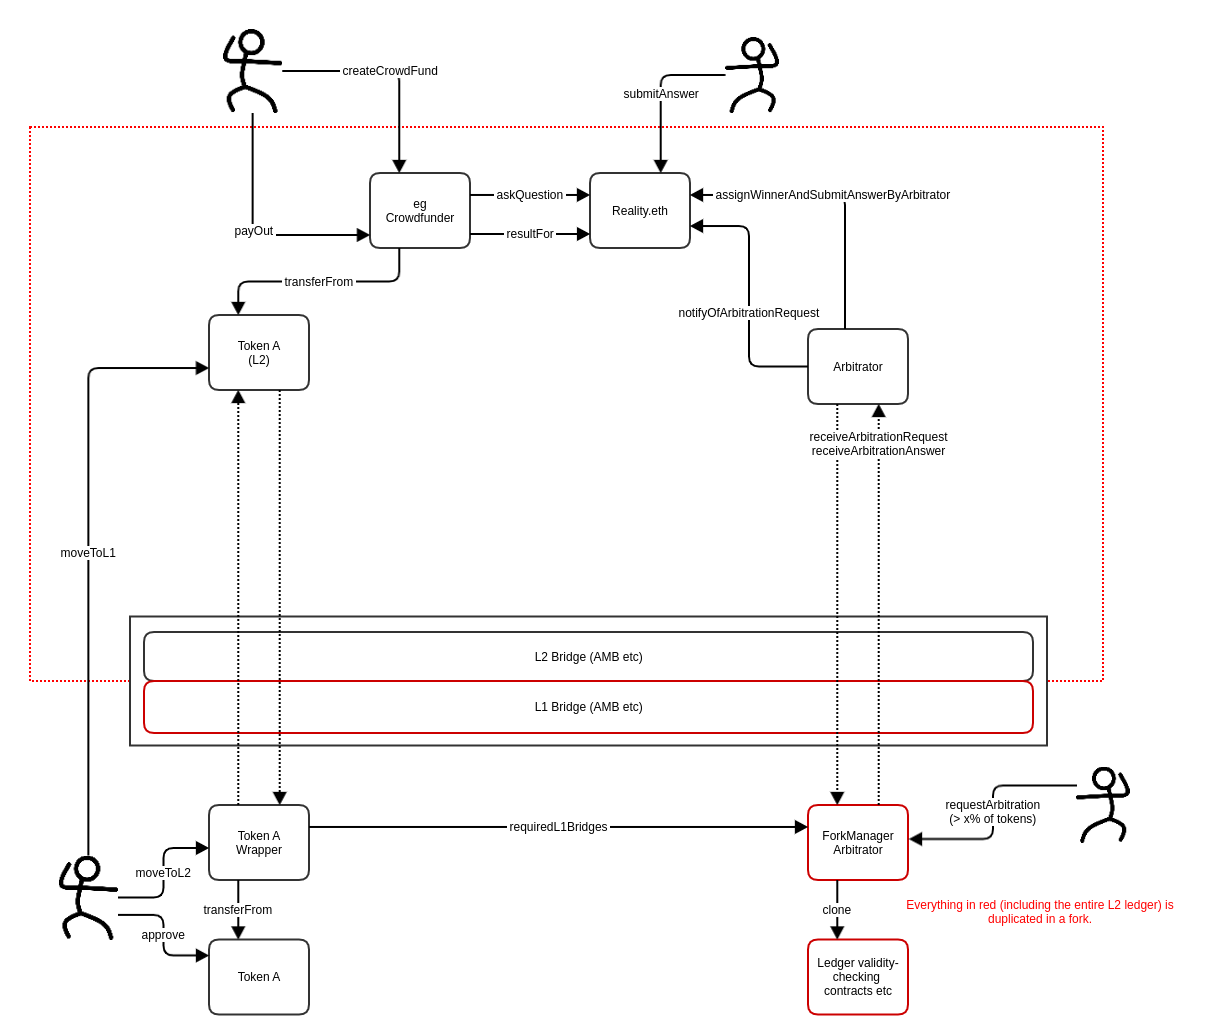 createCrowdFund
submitAnswer
eg
Crowdfunder
askQuestion
resultFor
Reality.eth
assignWinnerAndSubmitAnswerByArbitrator
payOut
transferFrom
notifyOfArbitrationRequest
Token A
(L2)
Arbitrator
receiveArbitrationRequest
receiveArbitrationAnswer
moveToL1
L2 Bridge (AMB etc)
L1 Bridge (AMB etc)
requestArbitration
(> x% of tokens)
Token A
Wrapper
requiredL1Bridges
ForkManager
Arbitrator
moveToL2
transferFrom
clone
Everything in red (including the entire L2 ledger) is
duplicated in a fork.
approve
Token A
Ledger validity-
checking
contracts etc